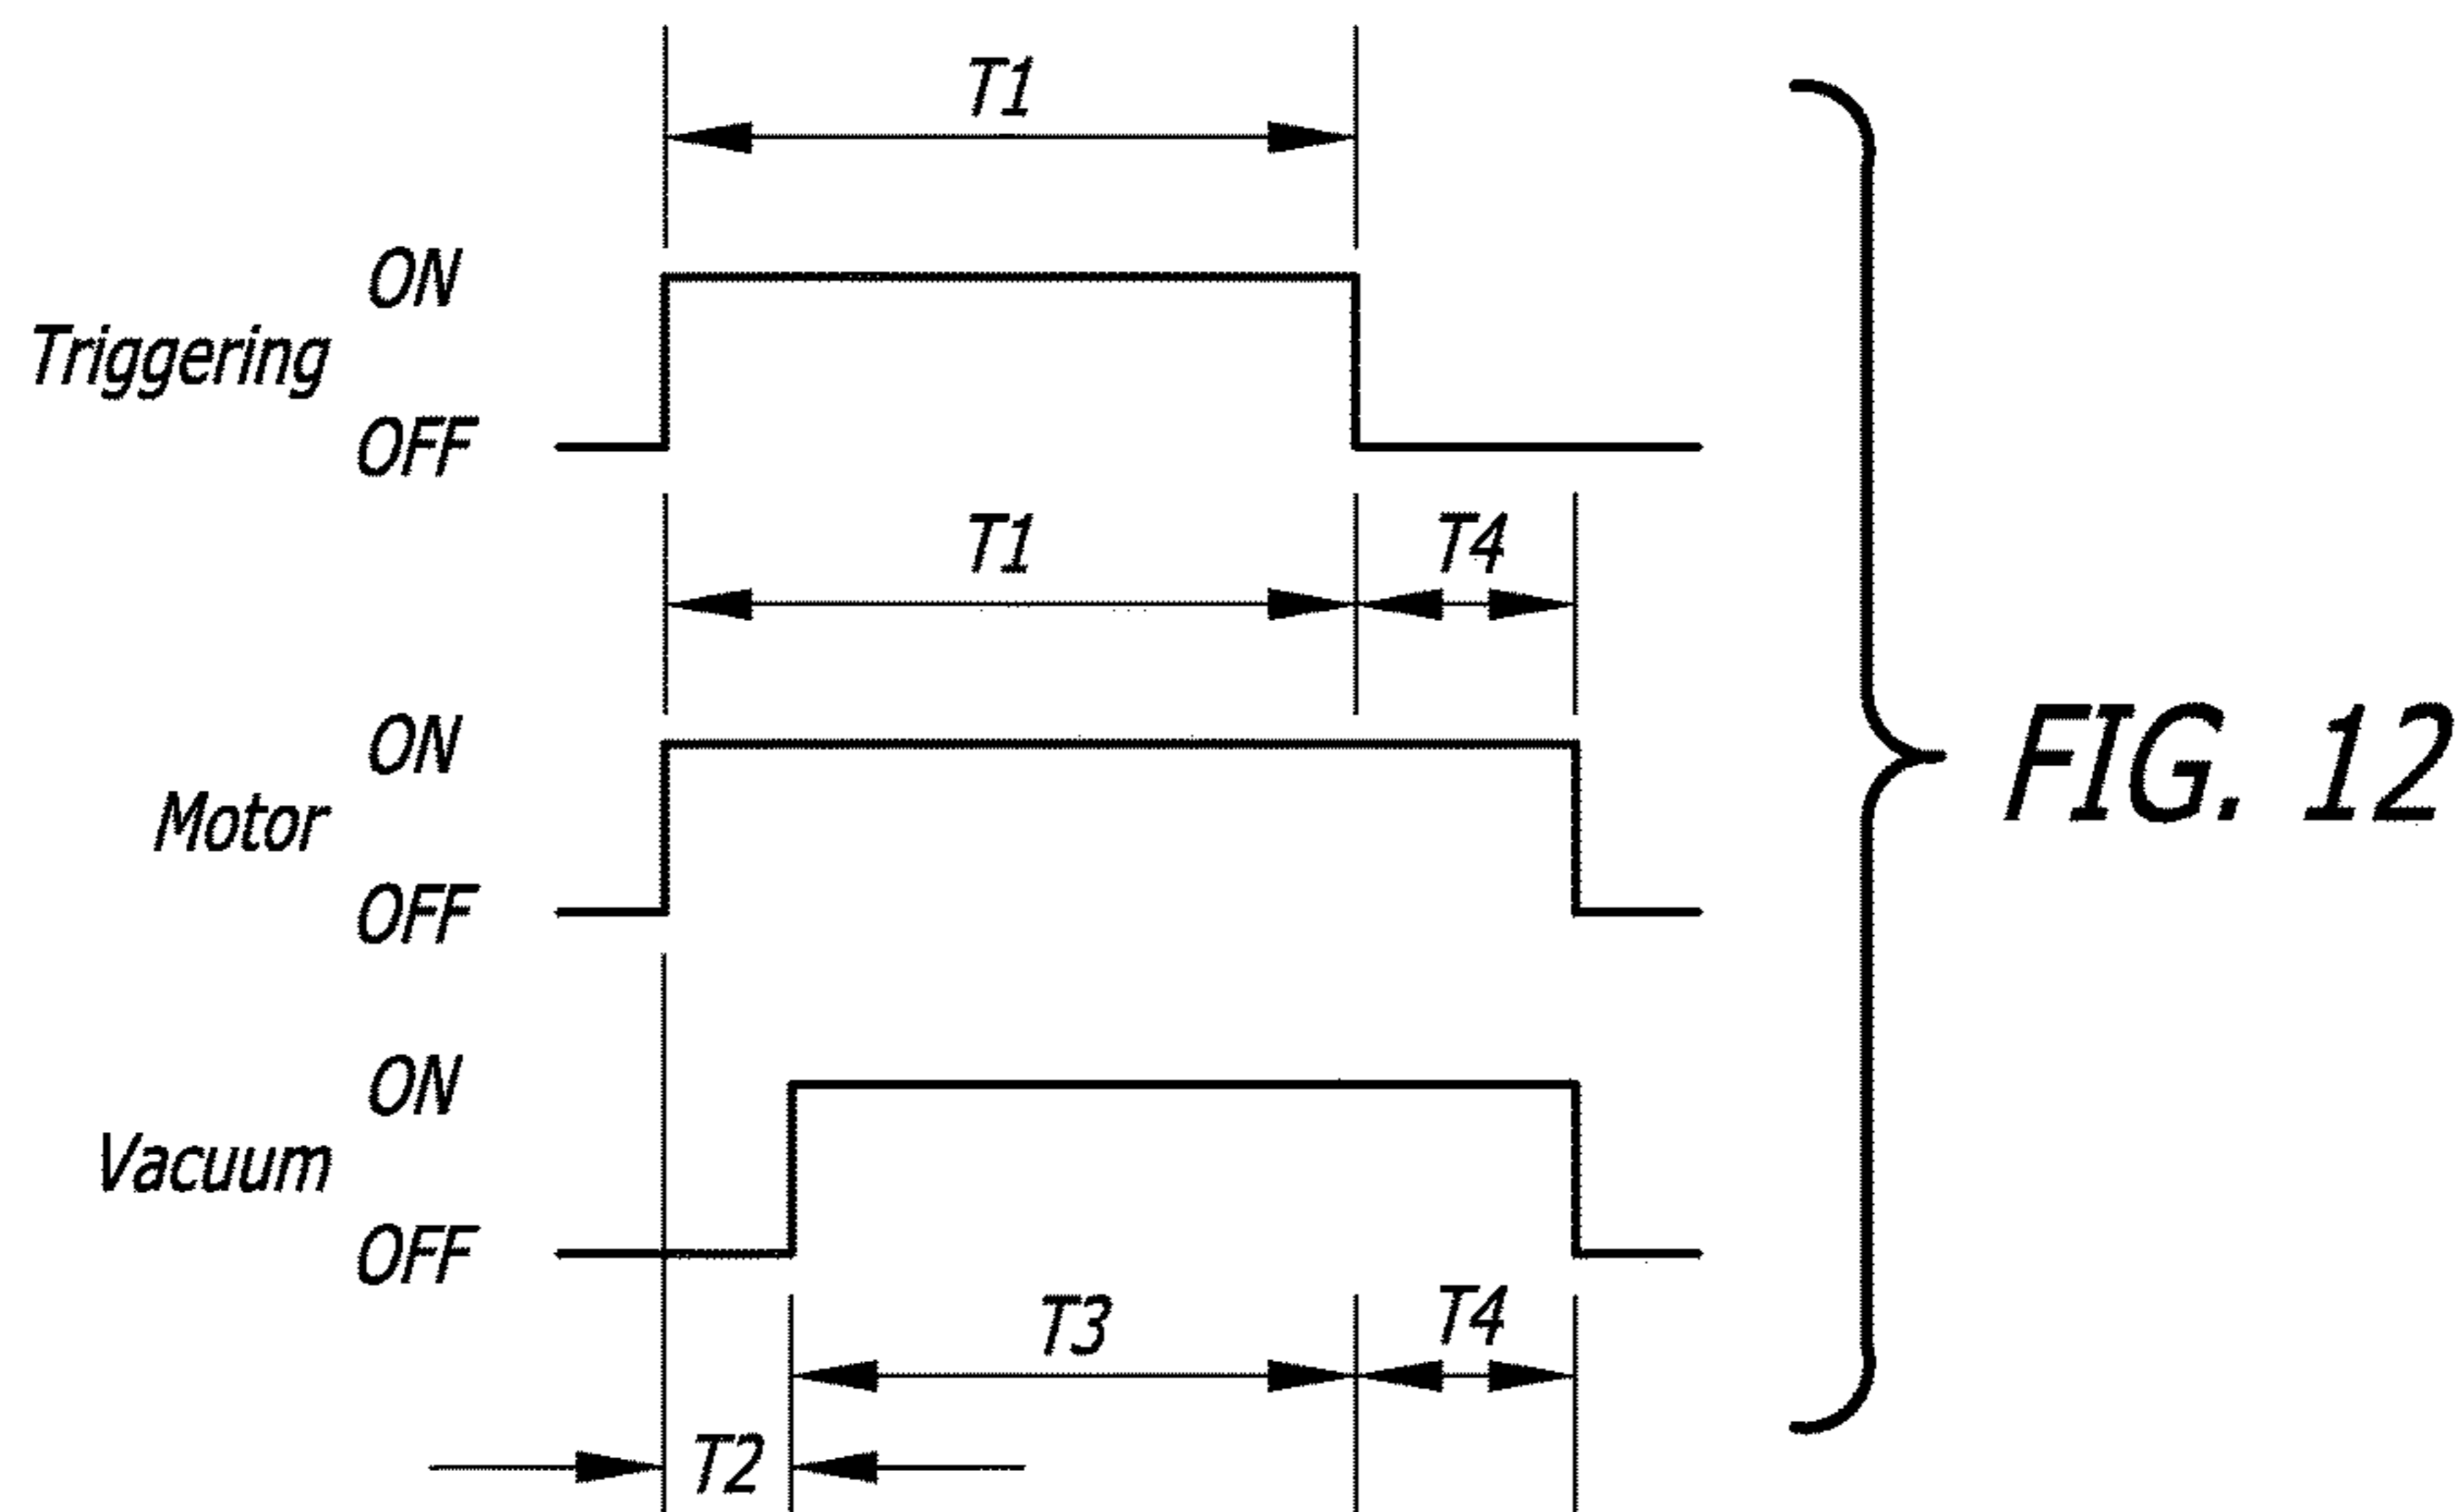 T1
ON
Triggering
OFF
T1 T4
ON
Motor
OFF
FIG. 12
ON
Vacuum
OFF
T3 T4
T2